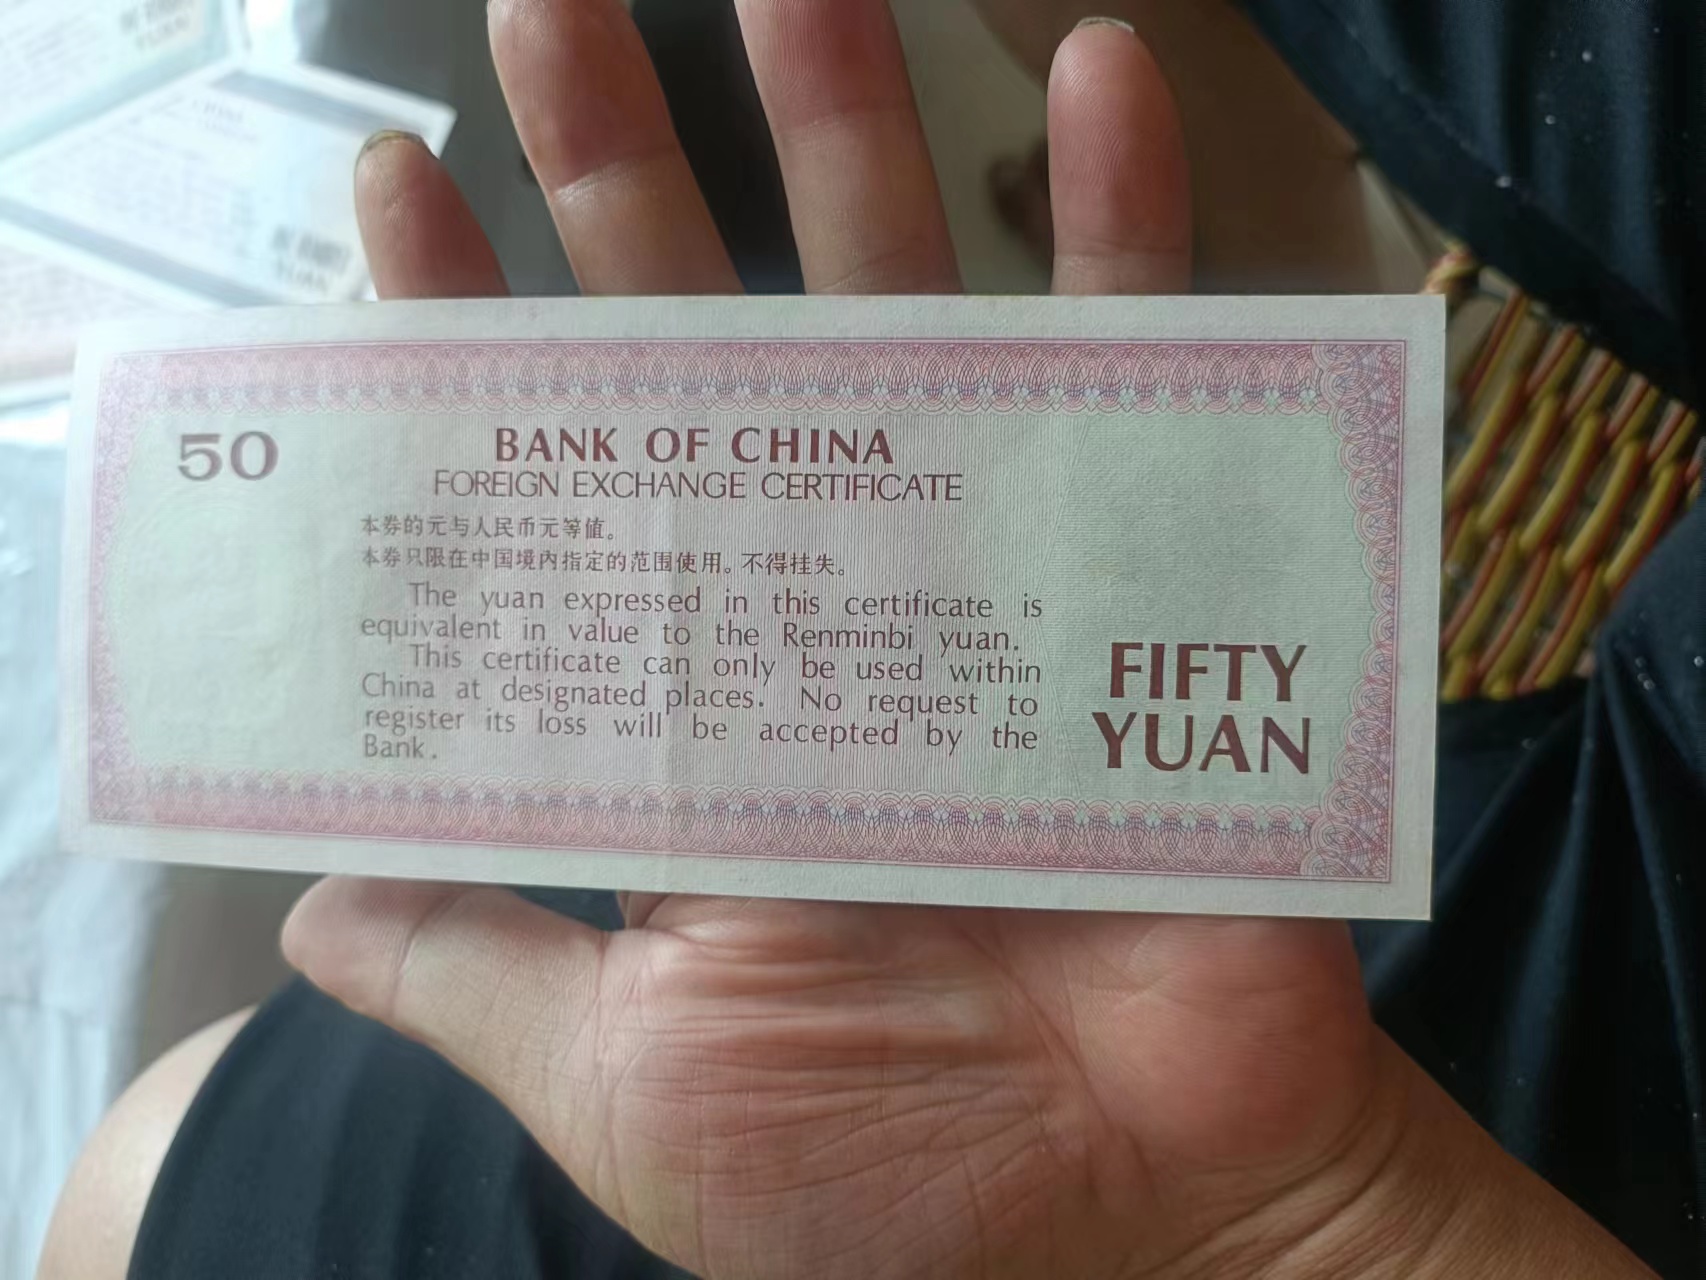 50
BANK OF CHINA
FOREIGN EXCHANGE CERTIFICATE
本券的元与人民币元等值。
本券只限在中国境内指定的范围使用。不得挂失。
The yuan expressed in this certificate is
equivalent in value to the Renminbi yuan.
This certificate can only be used within
China at designated places. No request to
register its loss will be accepted by the
Bank.
FIFTY
YUAN